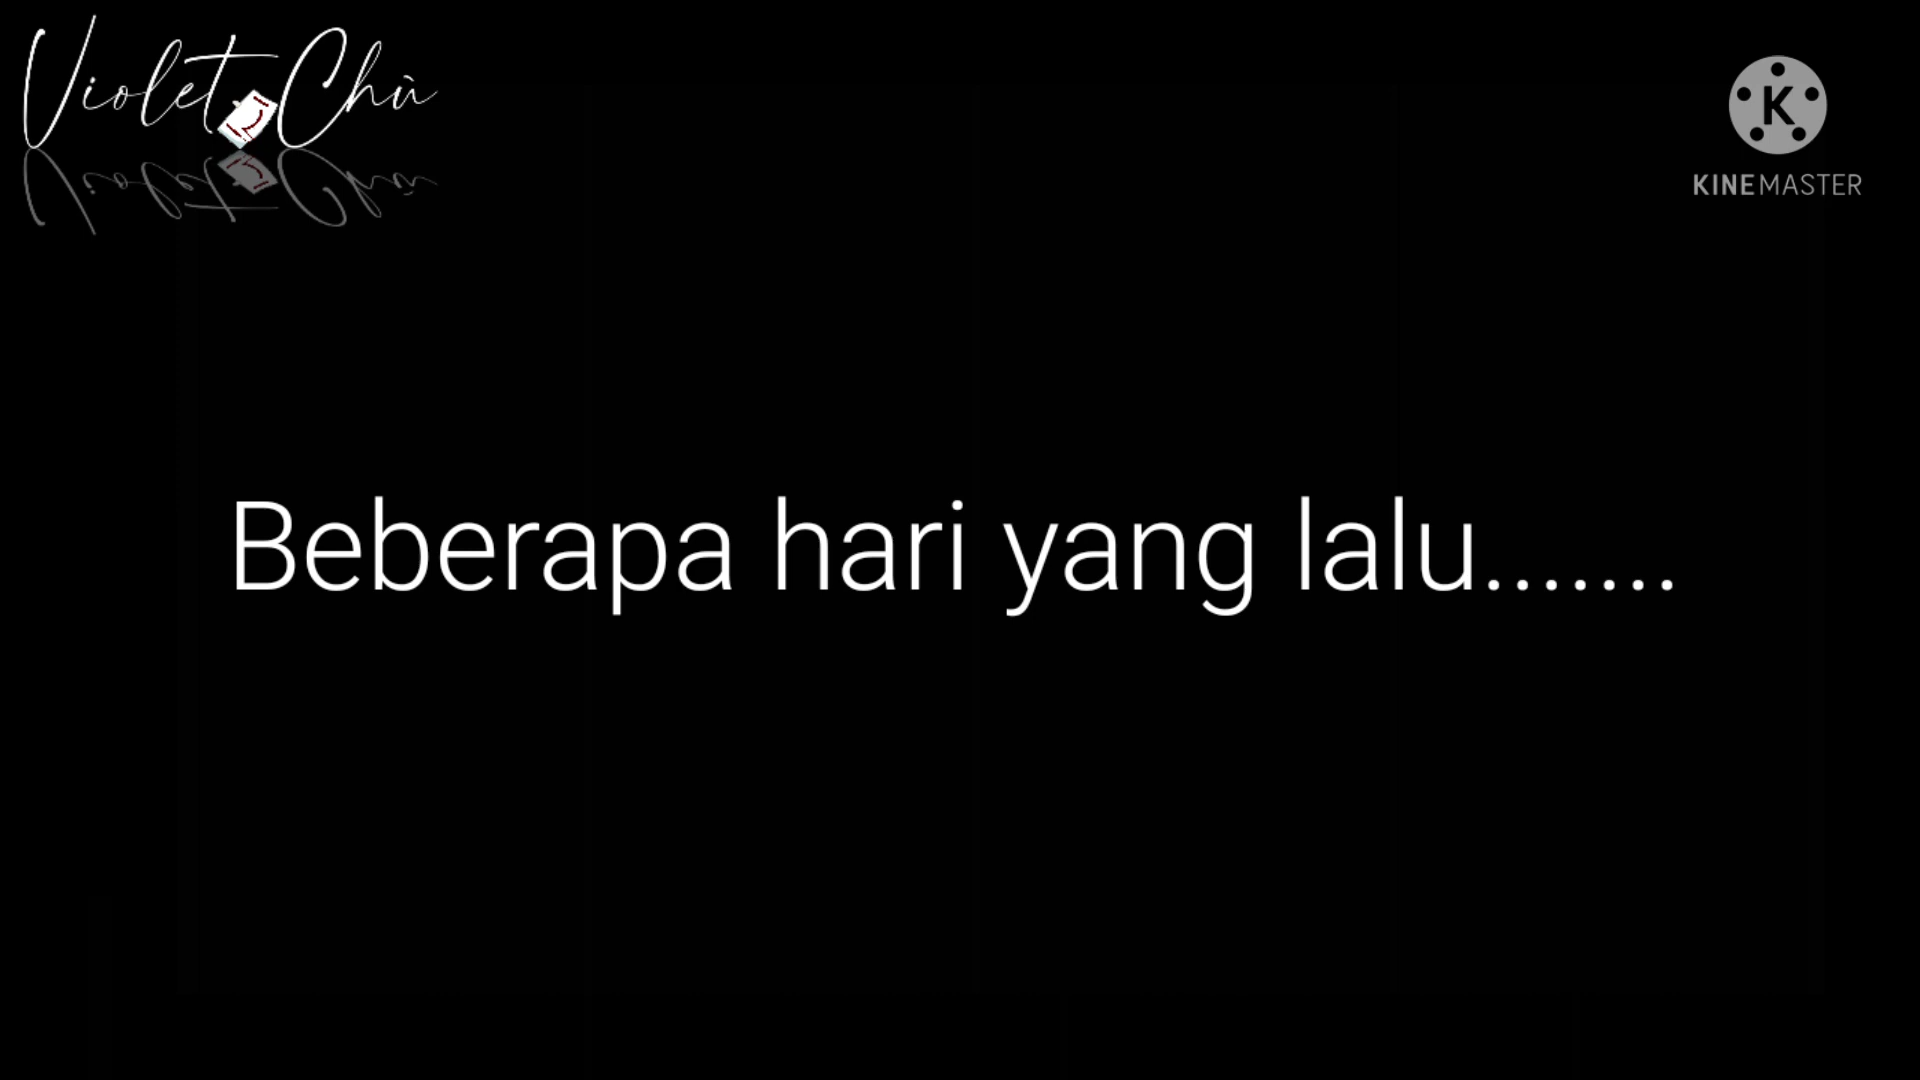 Violet Chù
KINEMASTER
Beberapa hari yang lalu.......